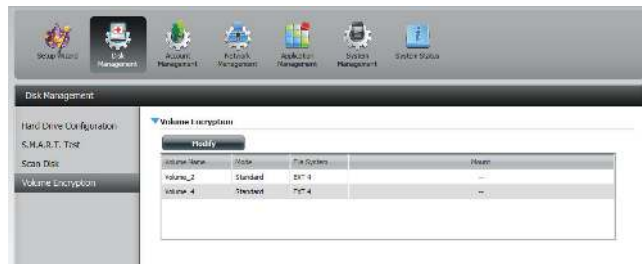 Setup Wizard
Disk Management
Account Management
Network Management
Application Management
System Management
System Status
Disk Management
Hard Drive Configuration
S.M.A.R.T. Test
Scan Disk
Volume Encryption
Volume Encryption
Modify
Volume Name Mode File System Mount
Volume_2 Standard EXT 4 --
Volume_4 Standard EXT 4 --